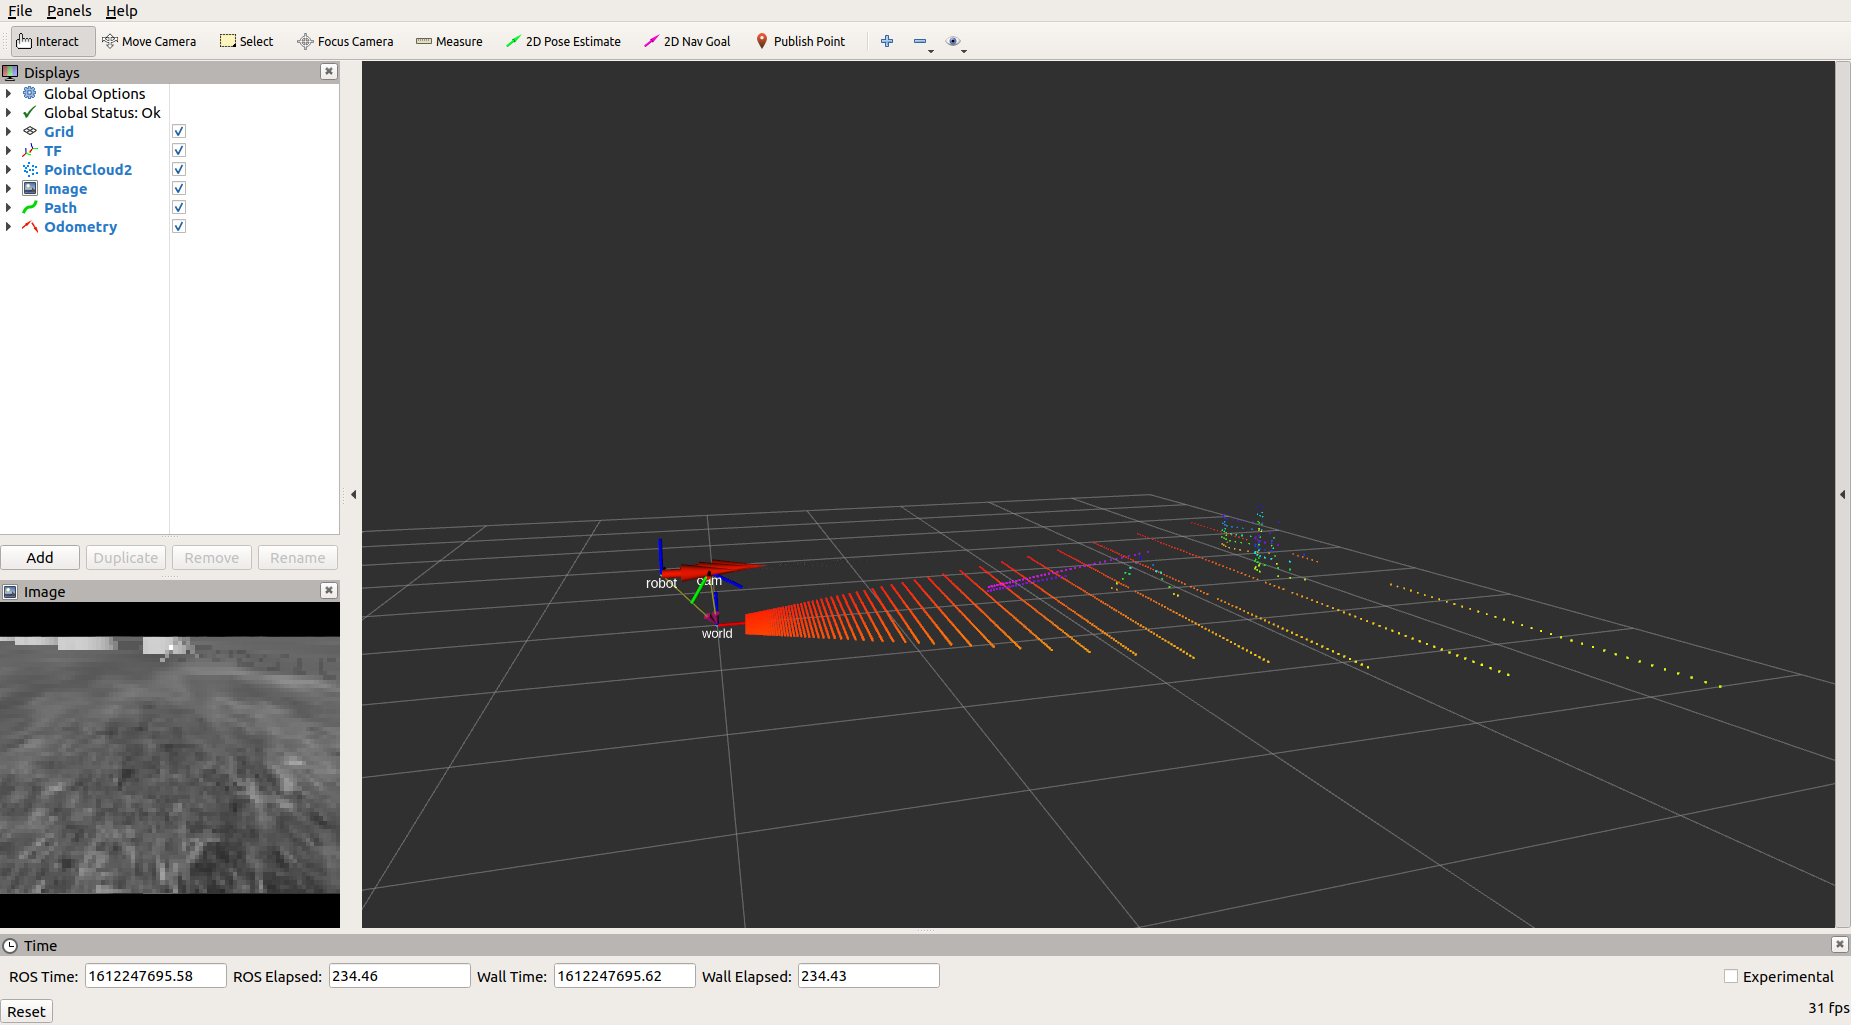 File Panels Help
Interact Move Camera Select Focus Camera Measure 2D Pose Estimate 2D Nav Goal Publish Point
Displays
Global Options
Global Status: Ok
Grid
TF
PointCloud2
Image
Path
Odometry
Add Duplicate Remove Rename
Image
robot cam
world
Time
ROS Time: 1612247695.58 ROS Elapsed: 234.46 Wall Time: 1612247695.62 Wall Elapsed: 234.43 Experimental
Reset 31 fps